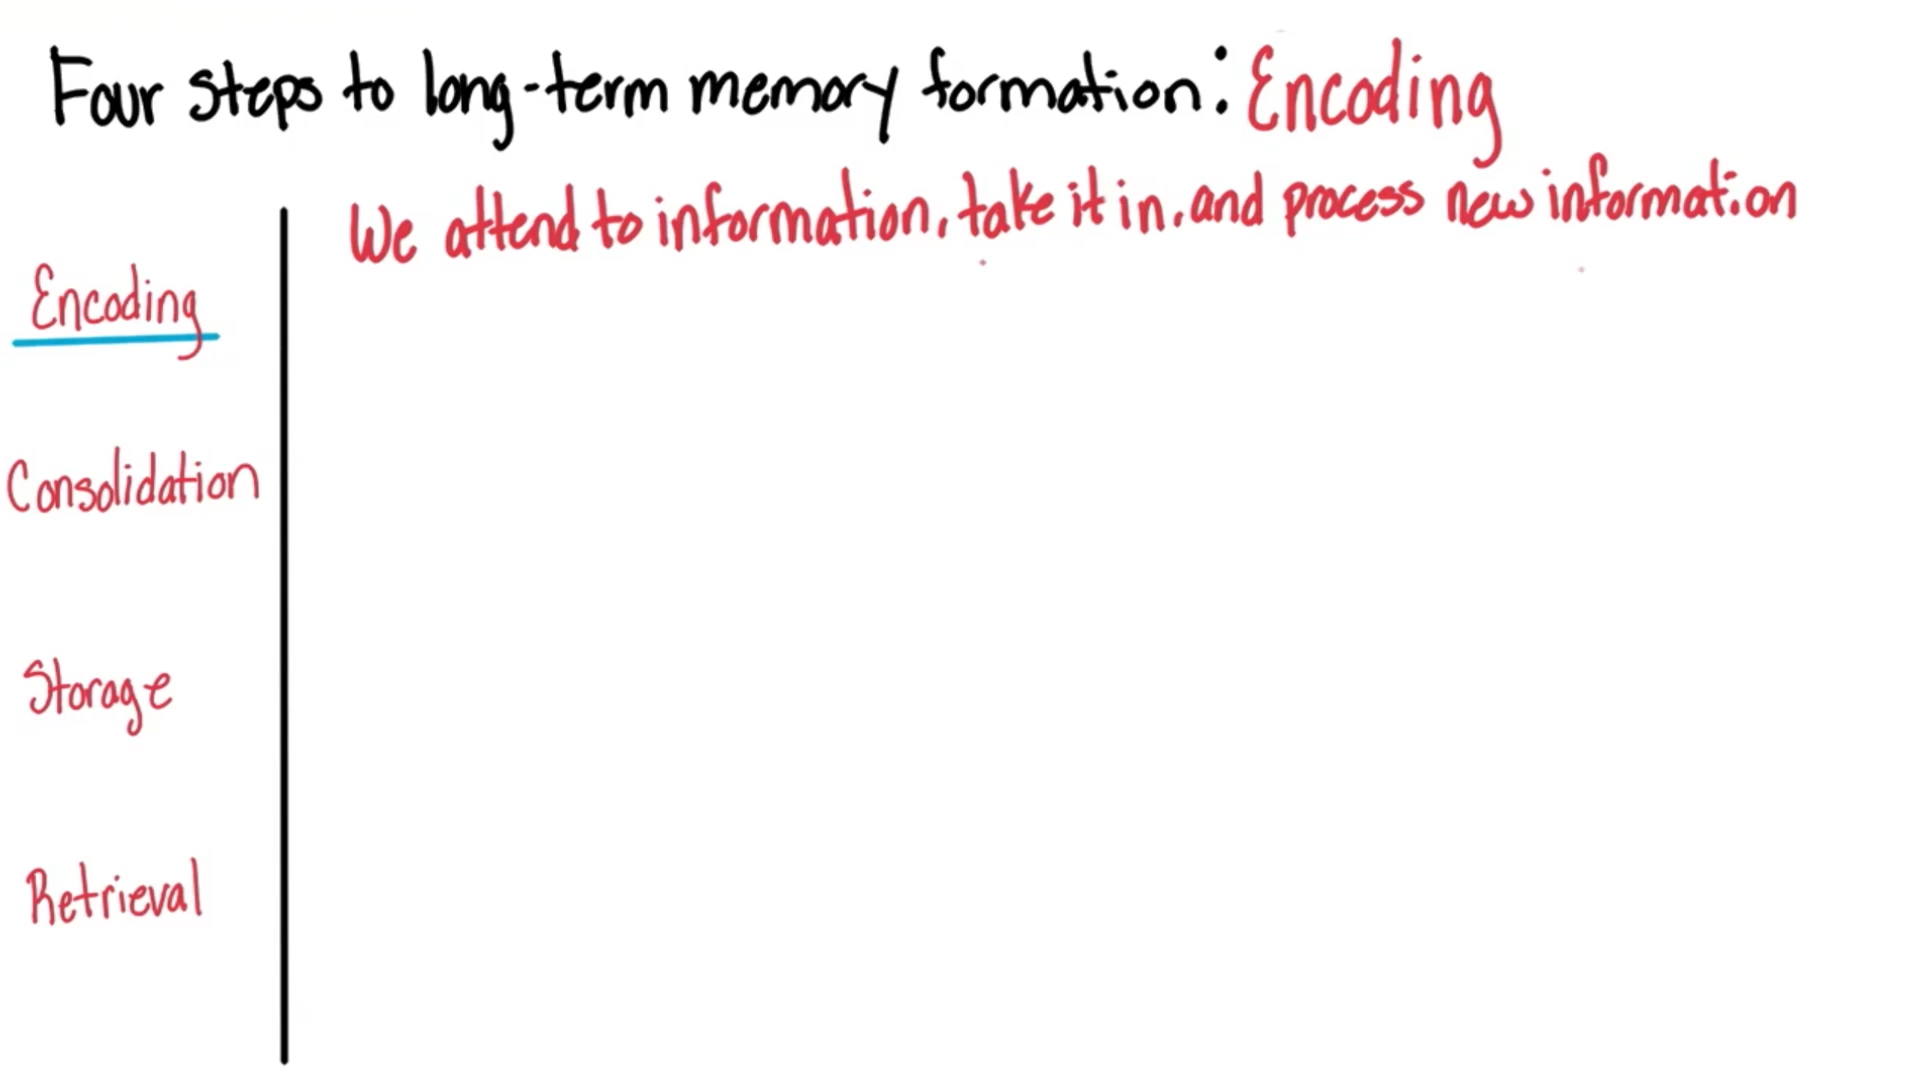 Four steps to long-term memory formation: Encoding
We attend to information, take it in, and process new information
Encoding
Consolidation
Storage
Retrieval